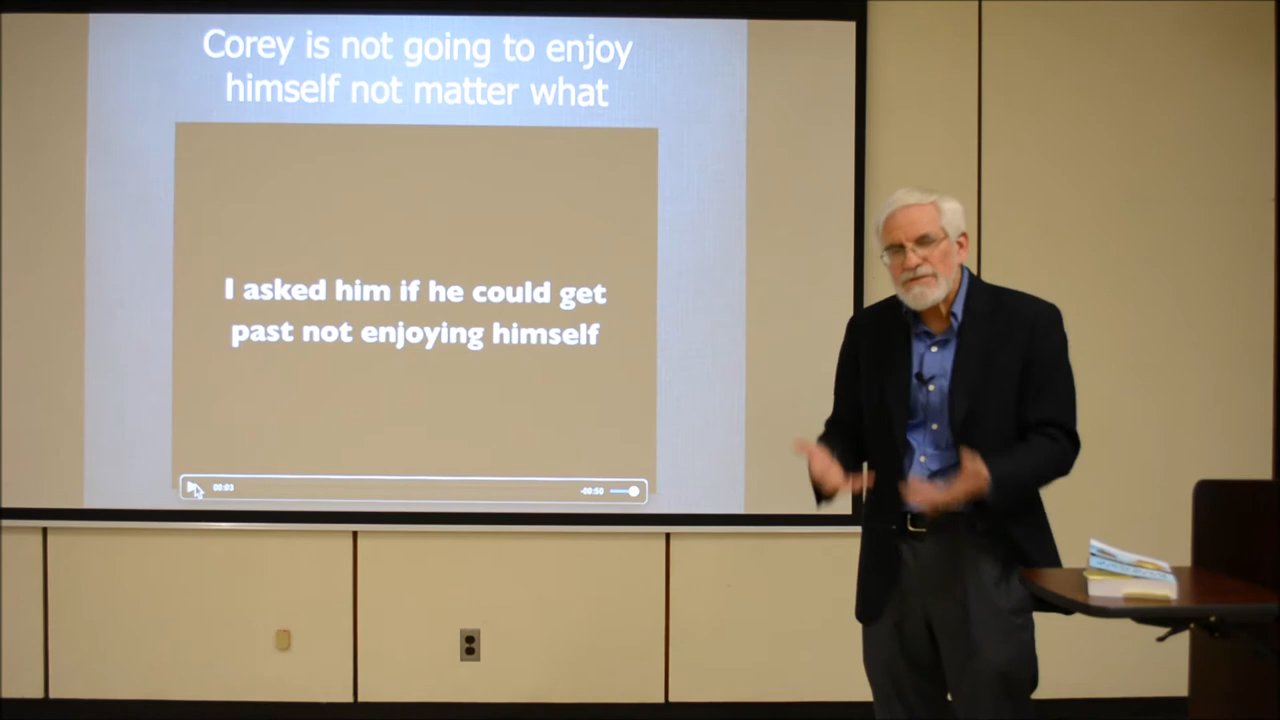 Corey is not going to enjoy
himself not matter what
I asked him if he could get
past not enjoying himself
00:03
-00:50